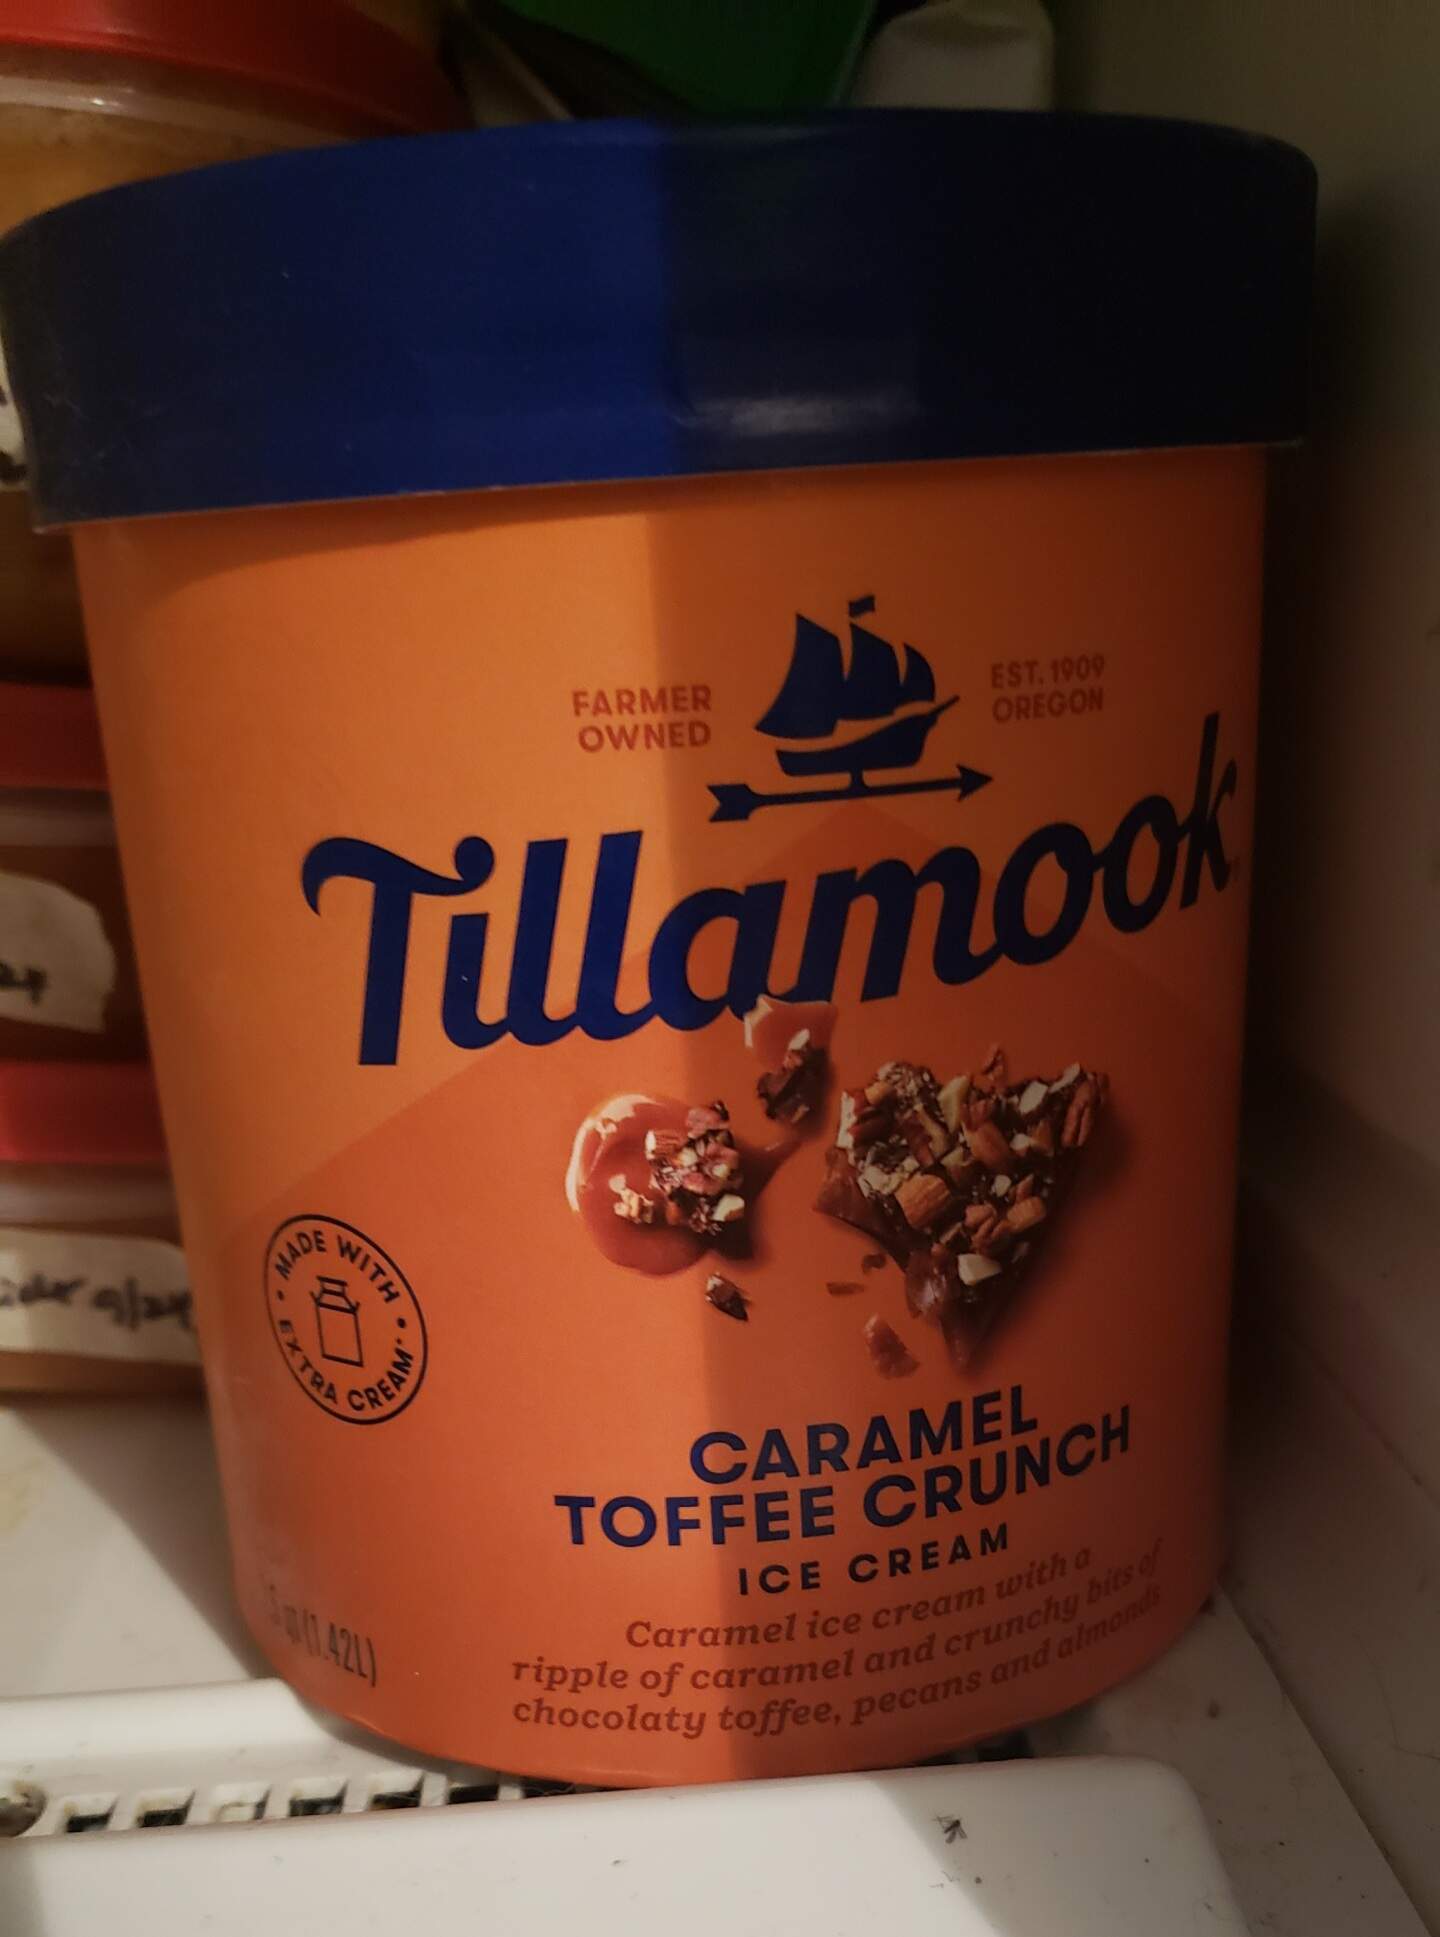 FARMER
OWNED
EST. 1909
OREGON
Tillamook
MADE WITH
EXTRA CREAM
CARAMEL
TOFFEE CRUNCH
ICE CREAM
Caramel ice cream with a
ripple of caramel and crunchy bits of
chocolaty toffee, pecans and almonds
qt (1.42L)